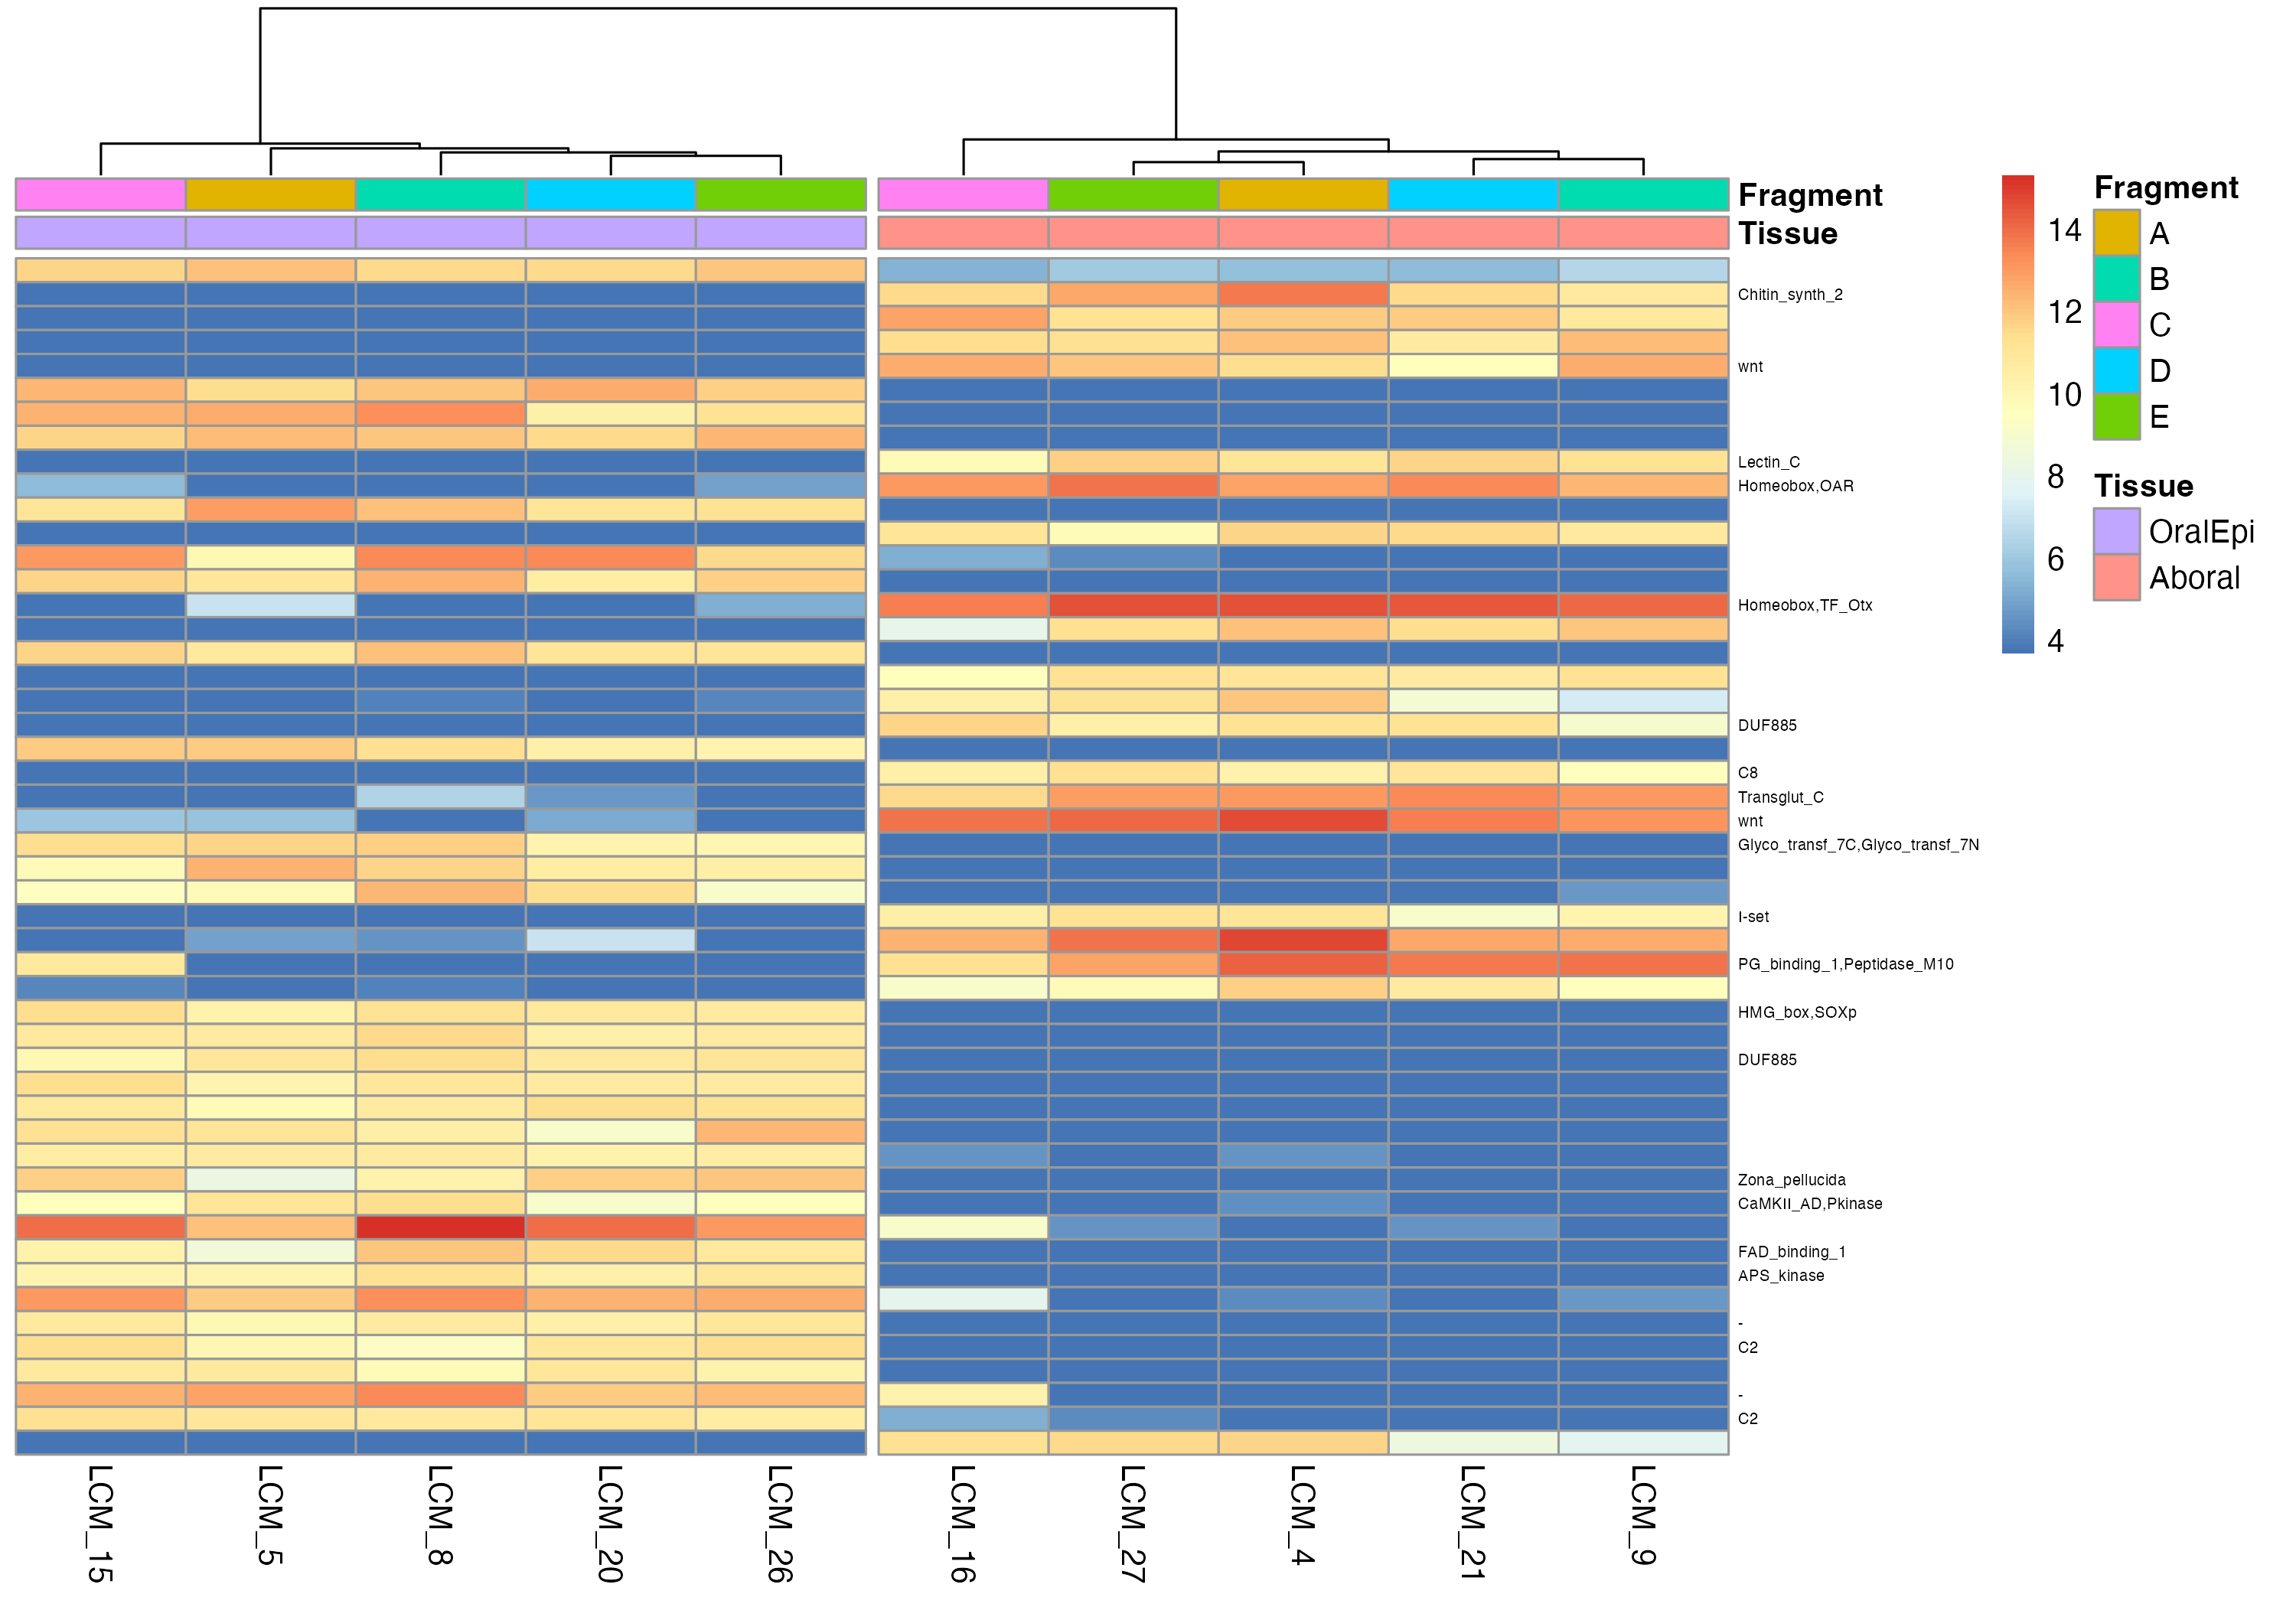 Fragment
Tissue
Chitin_synth_2
wnt
Lectin_C
Homeobox,OAR
Homeobox,TF_Otx
DUF885
C8
Transglut_C
wnt
Glyco_transf_7C,Glyco_transf_7N
I-set
PG_binding_1,Peptidase_M10
HMG_box,SOXp
DUF885
Zona_pellucida
CaMKII_AD,Pkinase
FAD_binding_1
APS_kinase
-
C2
-
C2
LCM_15
LCM_5
LCM_8
LCM_20
LCM_26
LCM_16
LCM_27
LCM_4
LCM_21
LCM_9
14
12
10
8
6
4
Fragment
A
B
C
D
E
Tissue
OralEpi
Aboral